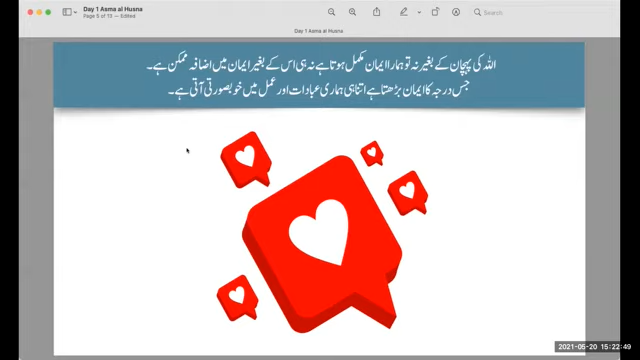 Day 1 Asma al Husna
Page 5 of 13 — Edited
Search
Day 1 Asma al Husna
اللہ کی پہچان کے بغیر نہ تو ہمارا ایمان مکمل ہوتا ہے نہ ہی اس کے بغیر ایمان میں اضافہ ممکن ہے۔
جس درجہ کا ایمان بڑھتا ہے اتنا ہی ہماری عبادات اور عمل میں خوبصورتی آتی ہے۔
2021-05-20 15:22:49